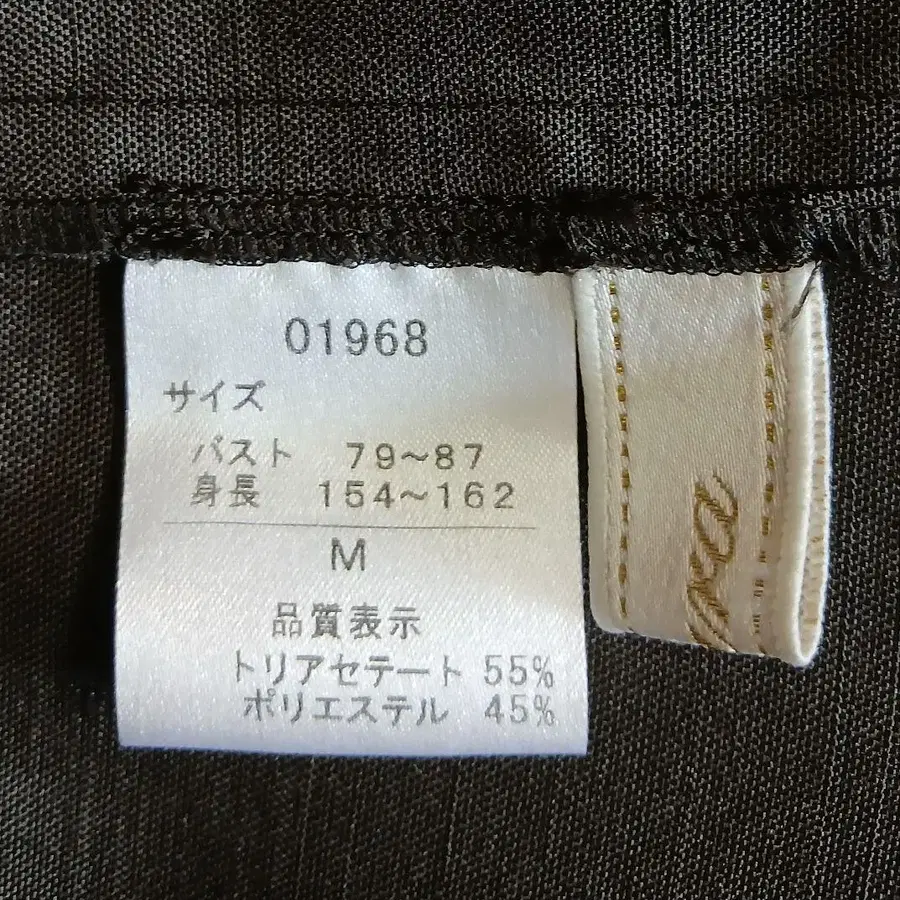 01968
サイズ
バスト 79～87
身長 154～162
M
品質表示
トリアセテート 55%
ポリエステル 45%